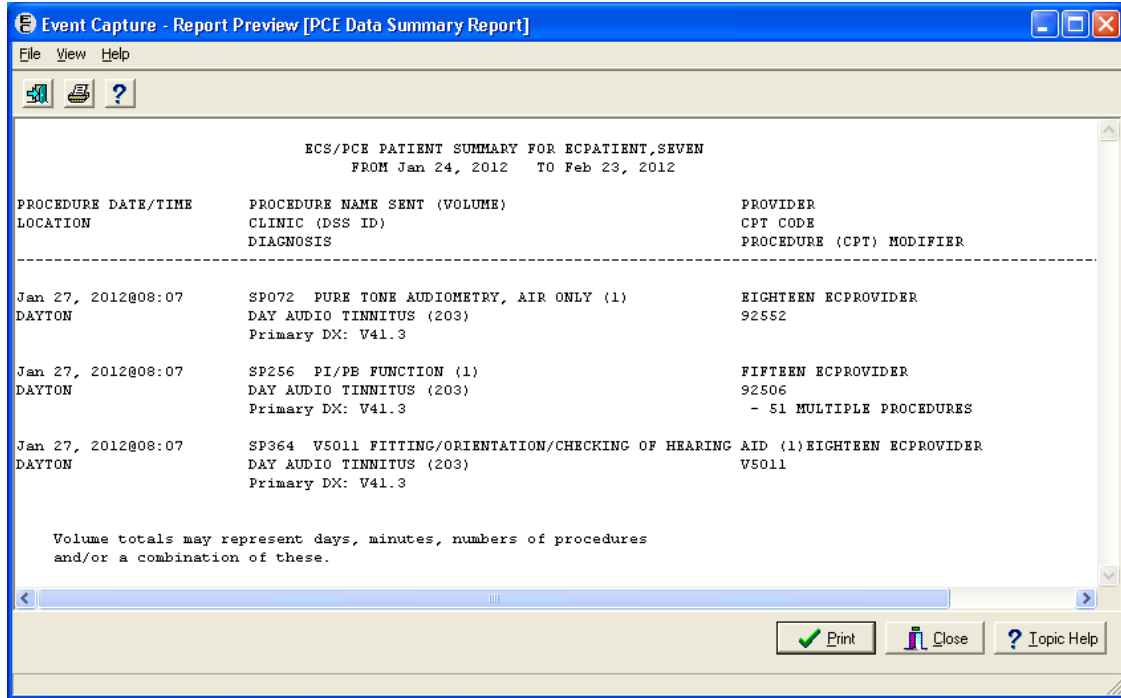 Event Capture - Report Preview [PCE Data Summary Report]
File View Help
ECS/PCE PATIENT SUMMARY FOR ECPATIENT,SEVEN
FROM Jan 24, 2012 TO Feb 23, 2012
PROCEDURE DATE/TIME PROCEDURE NAME SENT (VOLUME) PROVIDER
LOCATION CLINIC (DSS ID) CPT CODE
DIAGNOSIS PROCEDURE (CPT) MODIFIER
Jan 27, 2012@08:07 SP072 PURE TONE AUDIOMETRY, AIR ONLY (1) EIGHTEEN ECPROVIDER
DAYTON DAY AUDIO TINNITUS (203) 92552
Primary DX: V41.3
Jan 27, 2012@08:07 SP256 PI/PB FUNCTION (1) FIFTEEN ECPROVIDER
DAYTON DAY AUDIO TINNITUS (203) 92506
Primary DX: V41.3 - 51 MULTIPLE PROCEDURES
Jan 27, 2012@08:07 SP364 V5011 FITTING/ORIENTATION/CHECKING OF HEARING AID (1)EIGHTEEN ECPROVIDER
DAYTON DAY AUDIO TINNITUS (203) V5011
Primary DX: V41.3
Volume totals may represent days, minutes, numbers of procedures
and/or a combination of these.
Print Close ? Topic Help